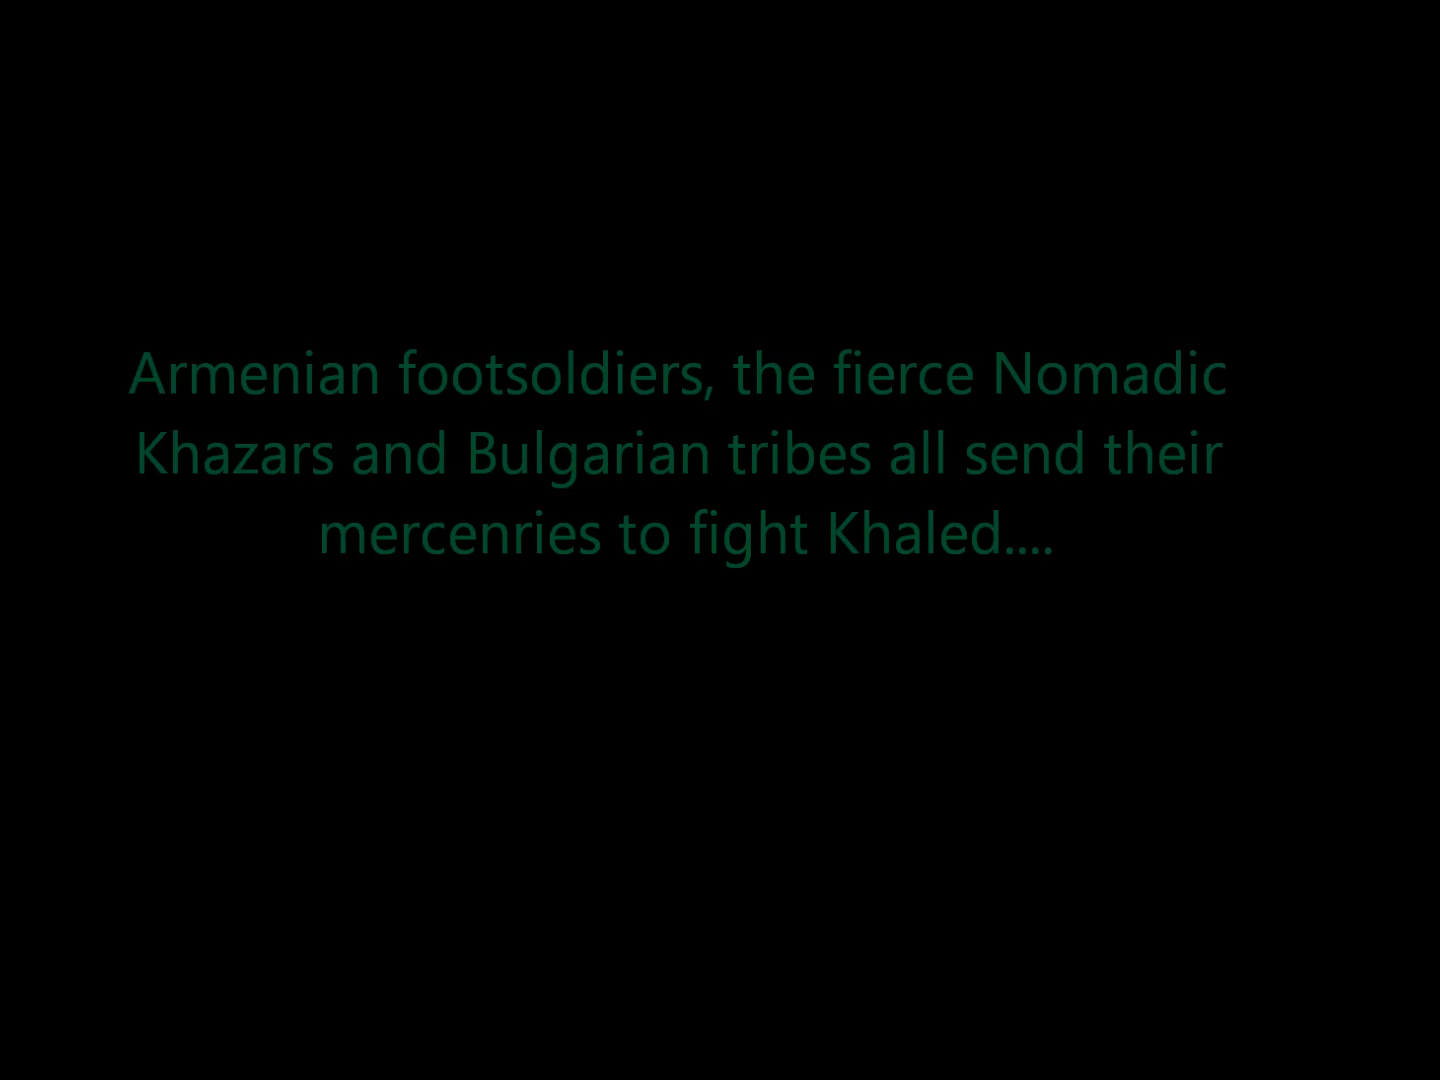 Armenian footsoldiers, the fierce Nomadic
Khazars and Bulgarian tribes all send their
mercenries to fight Khaled....